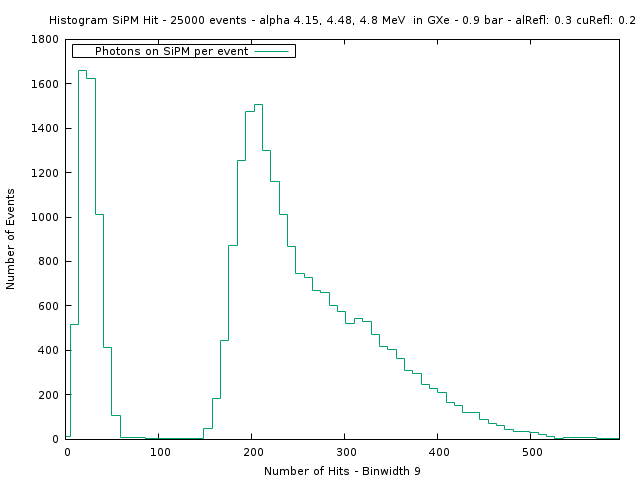 Histogram SiPM Hit - 25000 events - alpha 4.15, 4.48, 4.8 MeV  in GXe - 0.9 bar - alRefl: 0.3 cuRefl: 0.2
Photons on SiPM per event
1800
1600
1400
1200
1000
800
600
400
200
0
Number of Events
0 100 200 300 400 500
Number of Hits - Binwidth 9